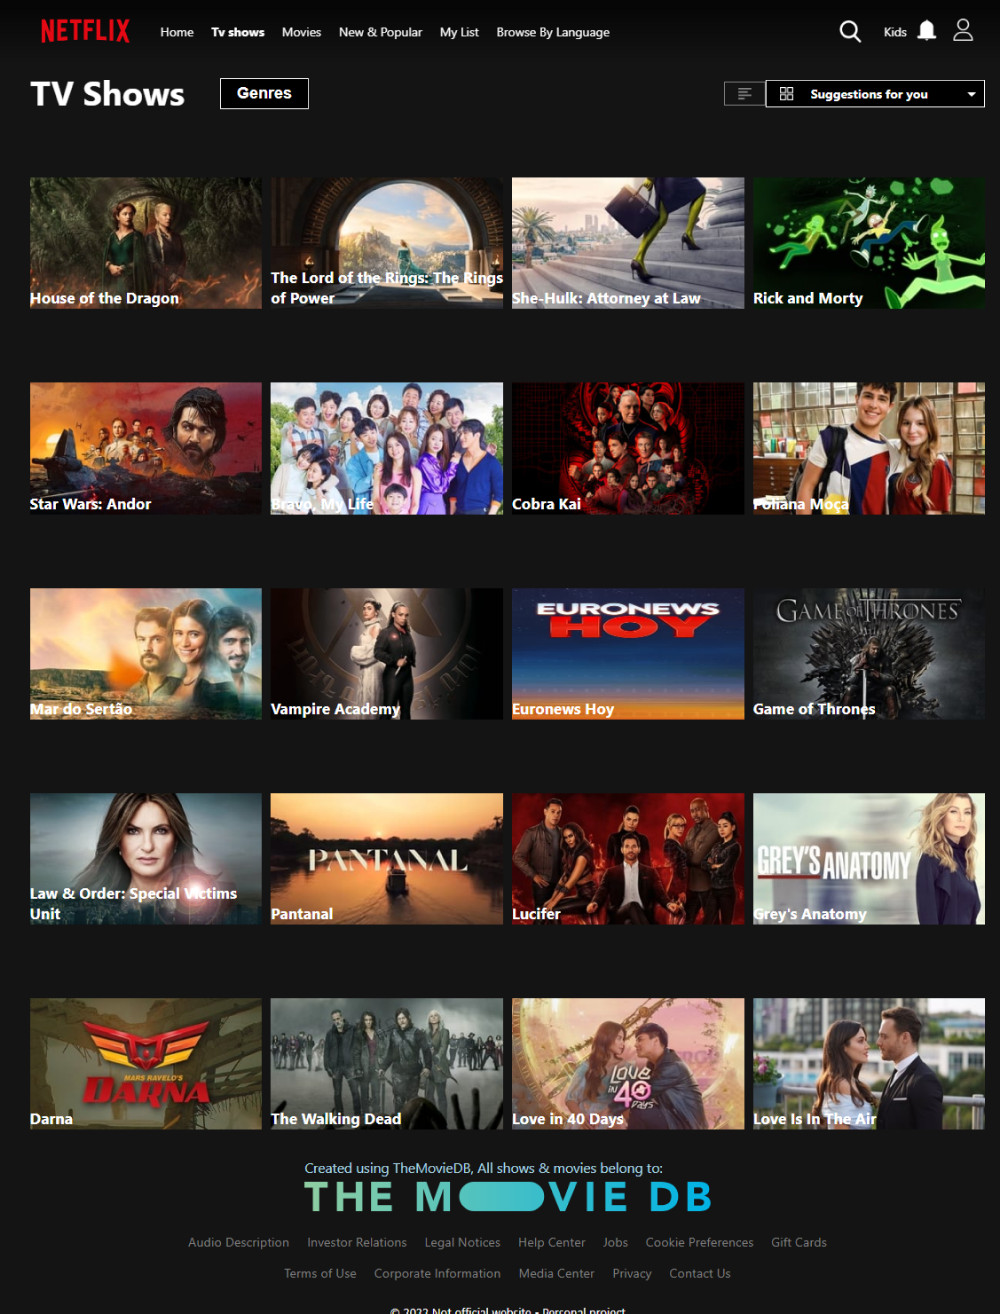 NETFLIX Home Tv shows Movies New & Popular My List Browse By Language Kids
TV Shows Genres Suggestions for you
House of the Dragon
The Lord of the Rings: The Rings
of Power
She-Hulk: Attorney at Law
Rick and Morty
Star Wars: Andor
Bravo, My Life
Cobra Kai
Poliana Moça
Mar do Sertão
Vampire Academy
EURONEWS
HOY
Euronews Hoy
GAME OF THRONES
Game of Thrones
Law & Order: Special Victims
Unit
PANTANAL
Pantanal
Lucifer
GREY'S ANATOMY
Grey's Anatomy
MARS RAVELO'S
DARNA
Darna
The Walking Dead
LOVE
IN 40
DAYS
Love in 40 Days
Love Is In The Air
Created using TheMovieDB, All shows & movies belong to:
THE MOVIE DB
Audio Description Investor Relations Legal Notices Help Center Jobs Cookie Preferences Gift Cards
Terms of Use Corporate Information Media Center Privacy Contact Us
© 2022 Not official website • Personal project